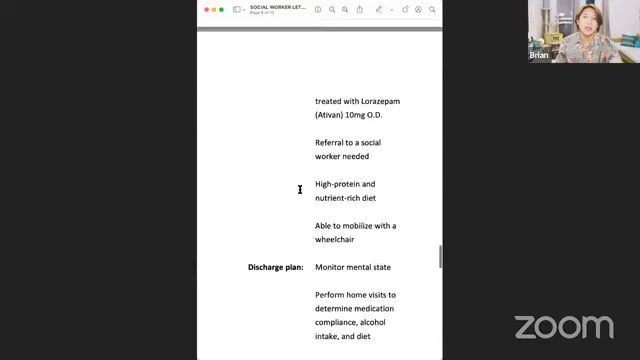 SOCIAL WORKER LET...
Page 9 of 12
Brian
treated with Lorazepam
(Ativan) 10mg O.D.
Referral to a social
worker needed
High-protein and
nutrient-rich diet
Able to mobilize with a
wheelchair
Discharge plan: Monitor mental state
Perform home visits to
determine medication
compliance, alcohol
intake, and diet
zoom